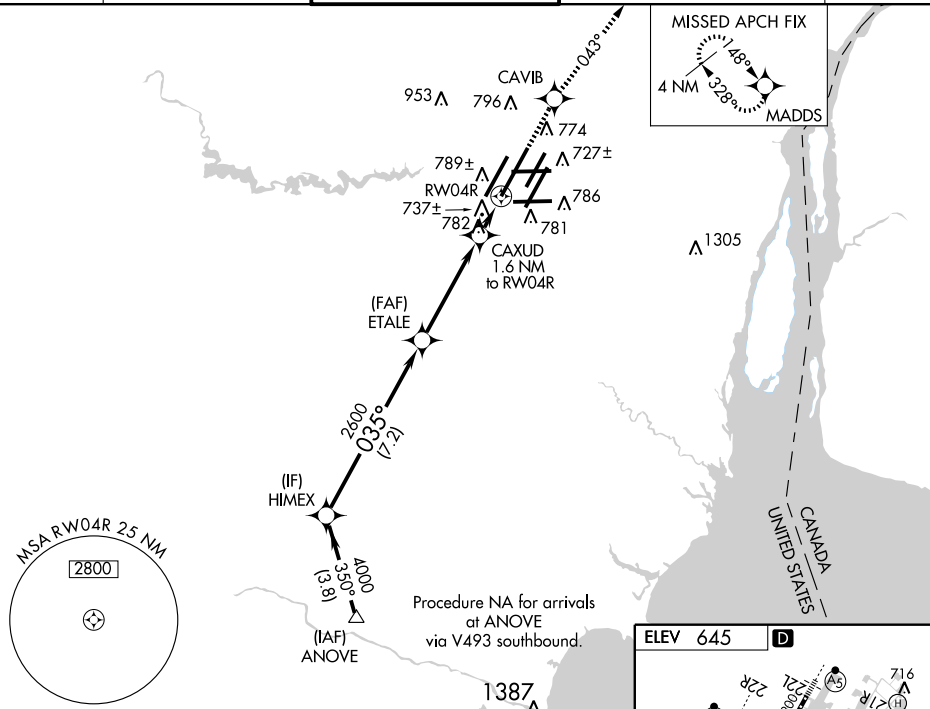 MISSED APCH FIX
148°
328°
4 NM
MADDS
043°
CAVIB
953
796
774
727±
789±
RW04R
737±
786
782
781
CAXUD
1.6 NM
to RW04R
1305
(FAF)
ETALE
2600
035°
(7.2)
(IF)
HIMEX
MSA RW04R 25 NM
2800
4000
350°
(3.8)
(IAF)
ANOVE
Procedure NA for arrivals
at ANOVE
via V493 southbound.
CANADA
UNITED STATES
1387
ELEV 645 D
22R
22L
A5
21R
716
H